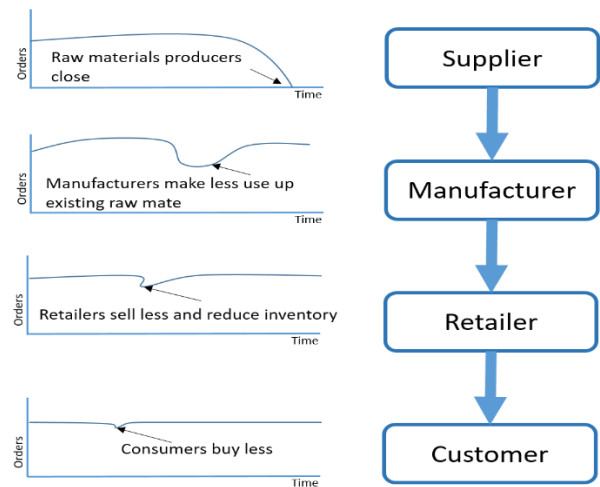 Orders
Raw materials producers
close
Time
Supplier
Orders
Manufacturers make less use up
existing raw mate
Time
Manufacturer
Orders
Retailers sell less and reduce inventory
Time
Retailer
Orders
Consumers buy less
Time
Customer